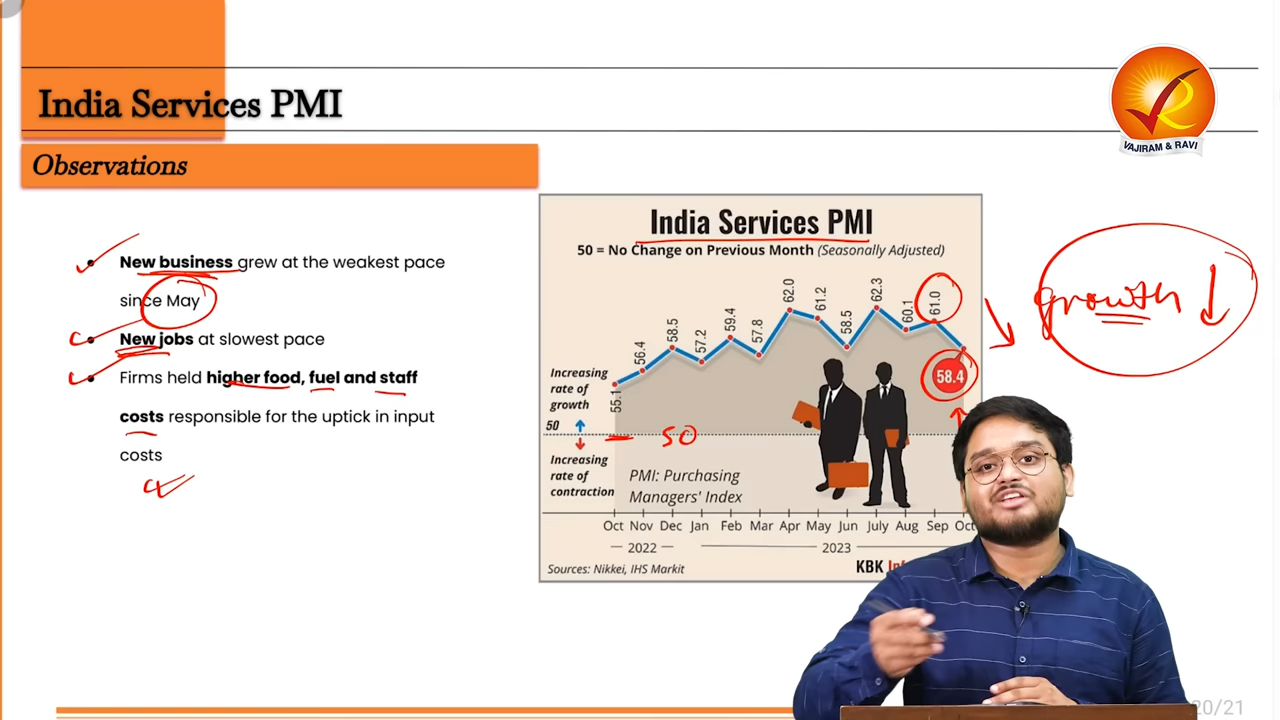 India Services PMI
VAJIRAM & RAVI
Observations
New business grew at the weakest pace
since May
New jobs at slowest pace
Firms held higher food, fuel and staff
costs responsible for the uptick in input
costs
India Services PMI
50 = No Change on Previous Month (Seasonally Adjusted)
55.1
56.4
58.5
57.2
59.4
57.8
62.0
61.2
58.5
62.3
60.1
61.0
58.4
growth
Increasing
rate of
growth
50
50
Increasing
rate of
contraction
PMI: Purchasing
Managers' Index
Oct Nov Dec Jan Feb Mar Apr May Jun July Aug Sep Oct
2022 2023
Sources: Nikkei, IHS Markit
KBK
20/21